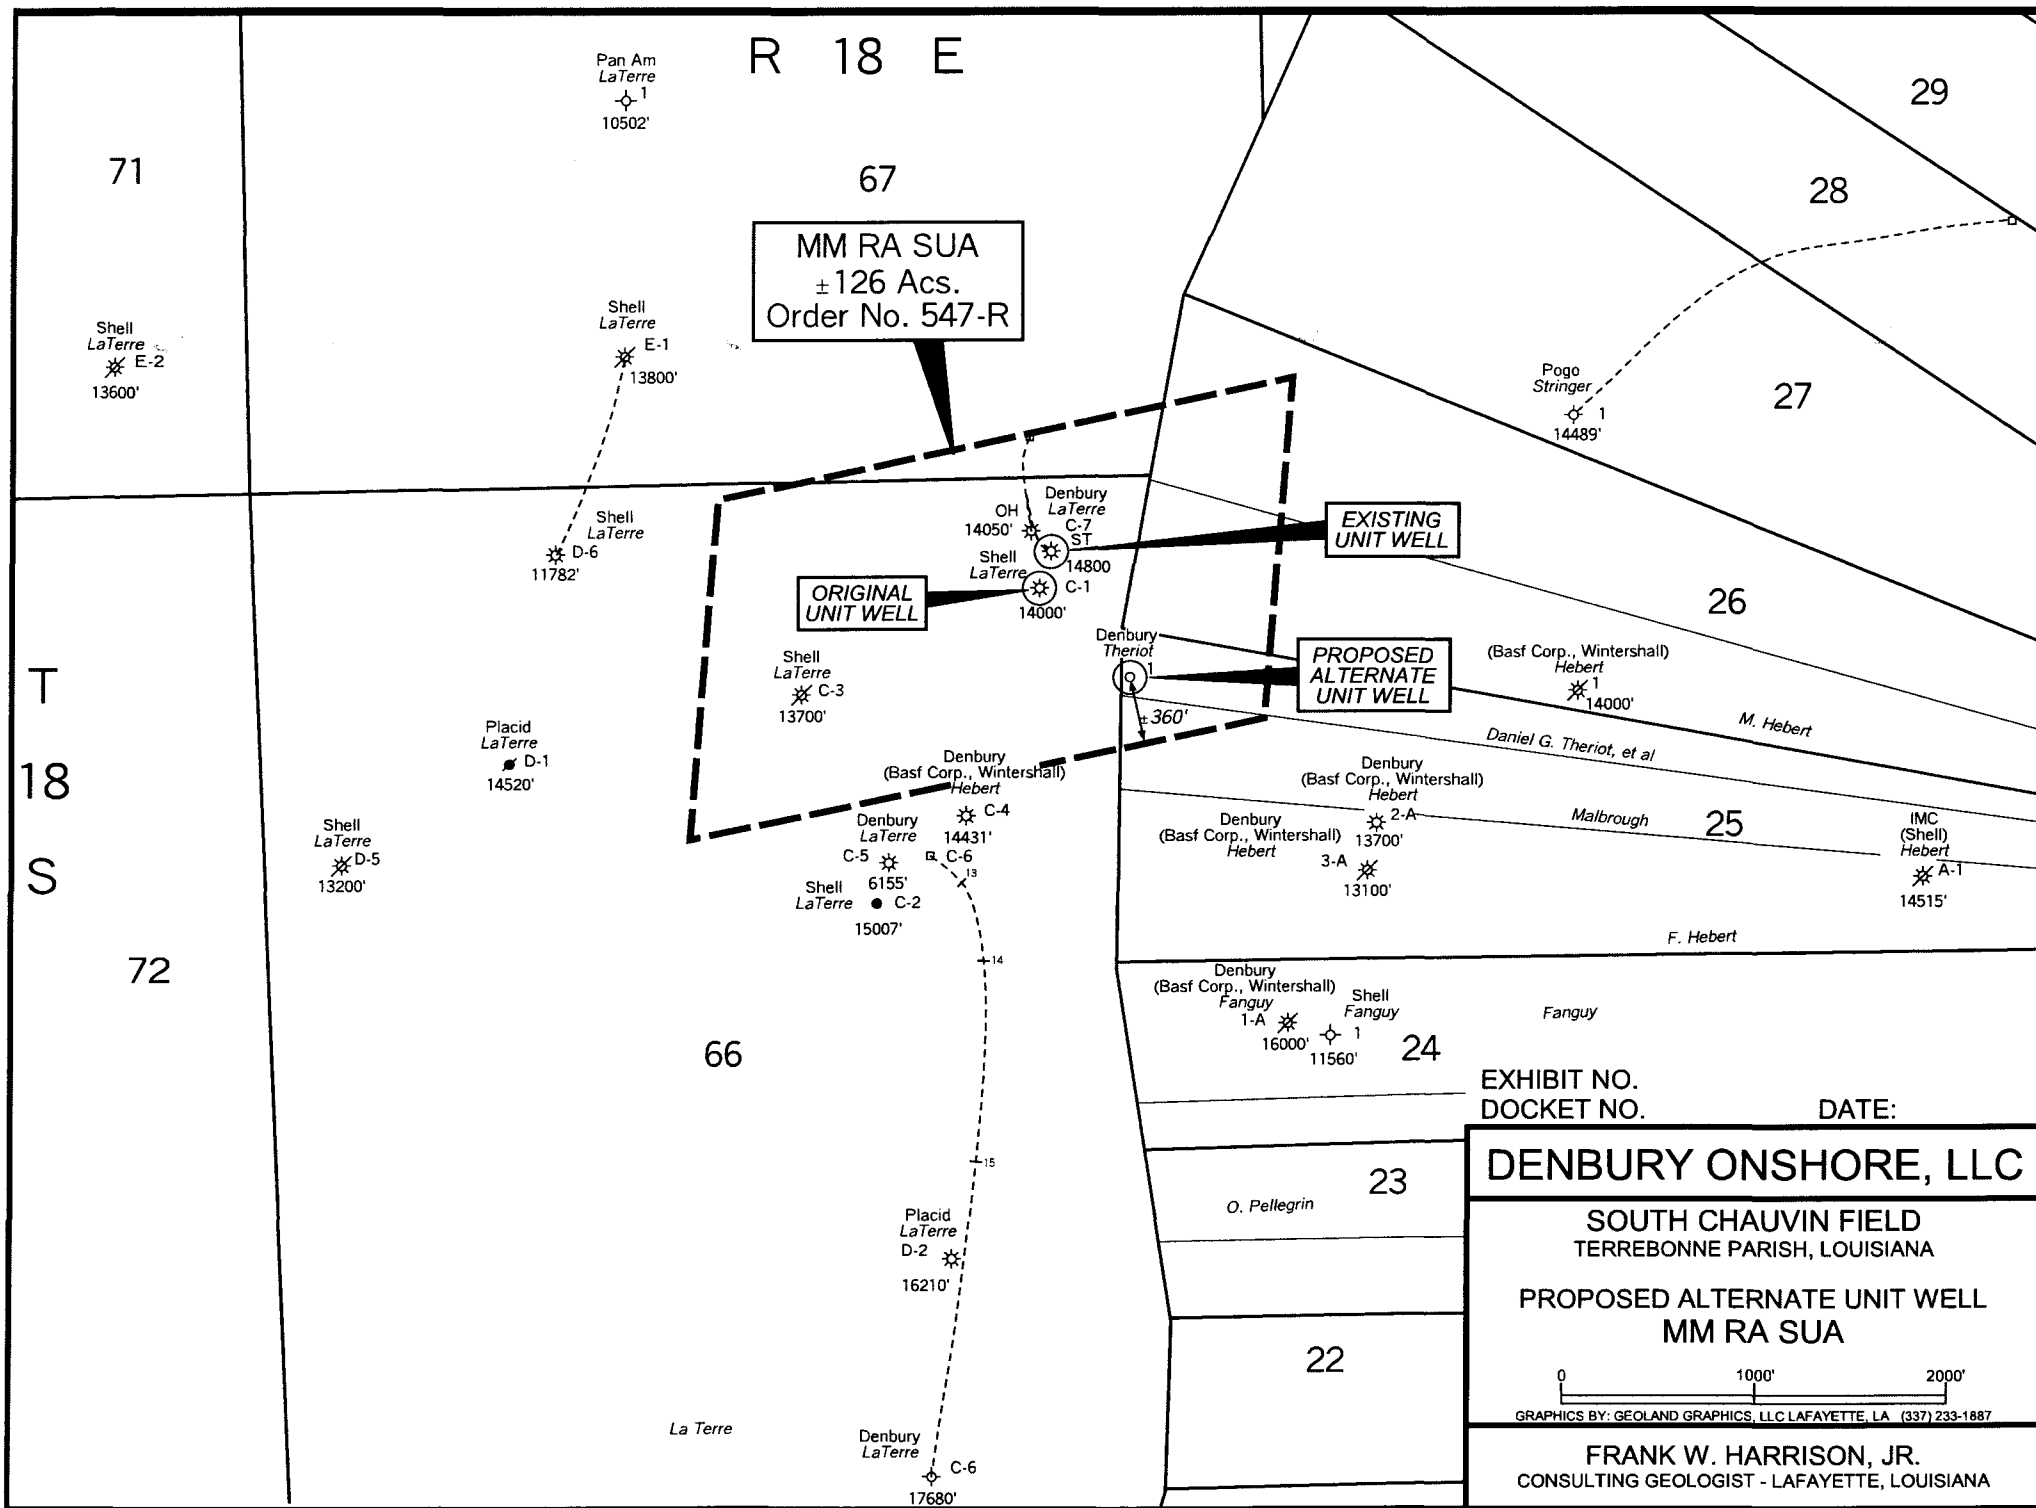 R 18 E
Pan Am
LaTerre
1
10502'
29
71
67
28
MM RA SUA
±126 Acs.
Order No. 547-R
Shell
LaTerre
E-2
13600'
Shell
LaTerre
E-1
13800'
Pogo
Stringer
1
14489'
27
Shell
LaTerre
D-6
11782'
OH
14050'
Denbury
LaTerre
C-7
ST
14800
EXISTING
UNIT WELL
Shell
LaTerre
C-1
14000'
ORIGINAL
UNIT WELL
26
Denbury
Theriot
1
PROPOSED
ALTERNATE
UNIT WELL
(Basf Corp., Wintershall)
Hebert
1
14000'
±360'
M. Hebert
Daniel G. Theriot, et al
T
18
S
Shell
LaTerre
C-3
13700'
Placid
LaTerre
D-1
14520'
Denbury
(Basf Corp., Wintershall)
Hebert
C-4
14431'
Denbury
(Basf Corp., Wintershall)
Hebert
2-A
13700'
Malbrough
25
Shell
LaTerre
D-5
13200'
Denbury
LaTerre
C-5
6155'
C-6
13
Denbury
(Basf Corp., Wintershall)
Hebert
3-A
13100'
IMC
(Shell)
Hebert
A-1
14515'
Shell
LaTerre
C-2
15007'
F. Hebert
14
72
Denbury
(Basf Corp., Wintershall)
Fanguy
1-A
16000'
Shell
Fanguy
1
11560'
Fanguy
24
66
15
23
O. Pellegrin
Placid
LaTerre
D-2
16210'
22
La Terre
Denbury
LaTerre
C-6
17680'
EXHIBIT NO.
DOCKET NO. DATE:
DENBURY ONSHORE, LLC
SOUTH CHAUVIN FIELD
TERREBONNE PARISH, LOUISIANA
PROPOSED ALTERNATE UNIT WELL
MM RA SUA
0 1000' 2000'
GRAPHICS BY: GEOLAND GRAPHICS, LLC LAFAYETTE, LA (337) 233-1887
FRANK W. HARRISON, JR.
CONSULTING GEOLOGIST - LAFAYETTE, LOUISIANA